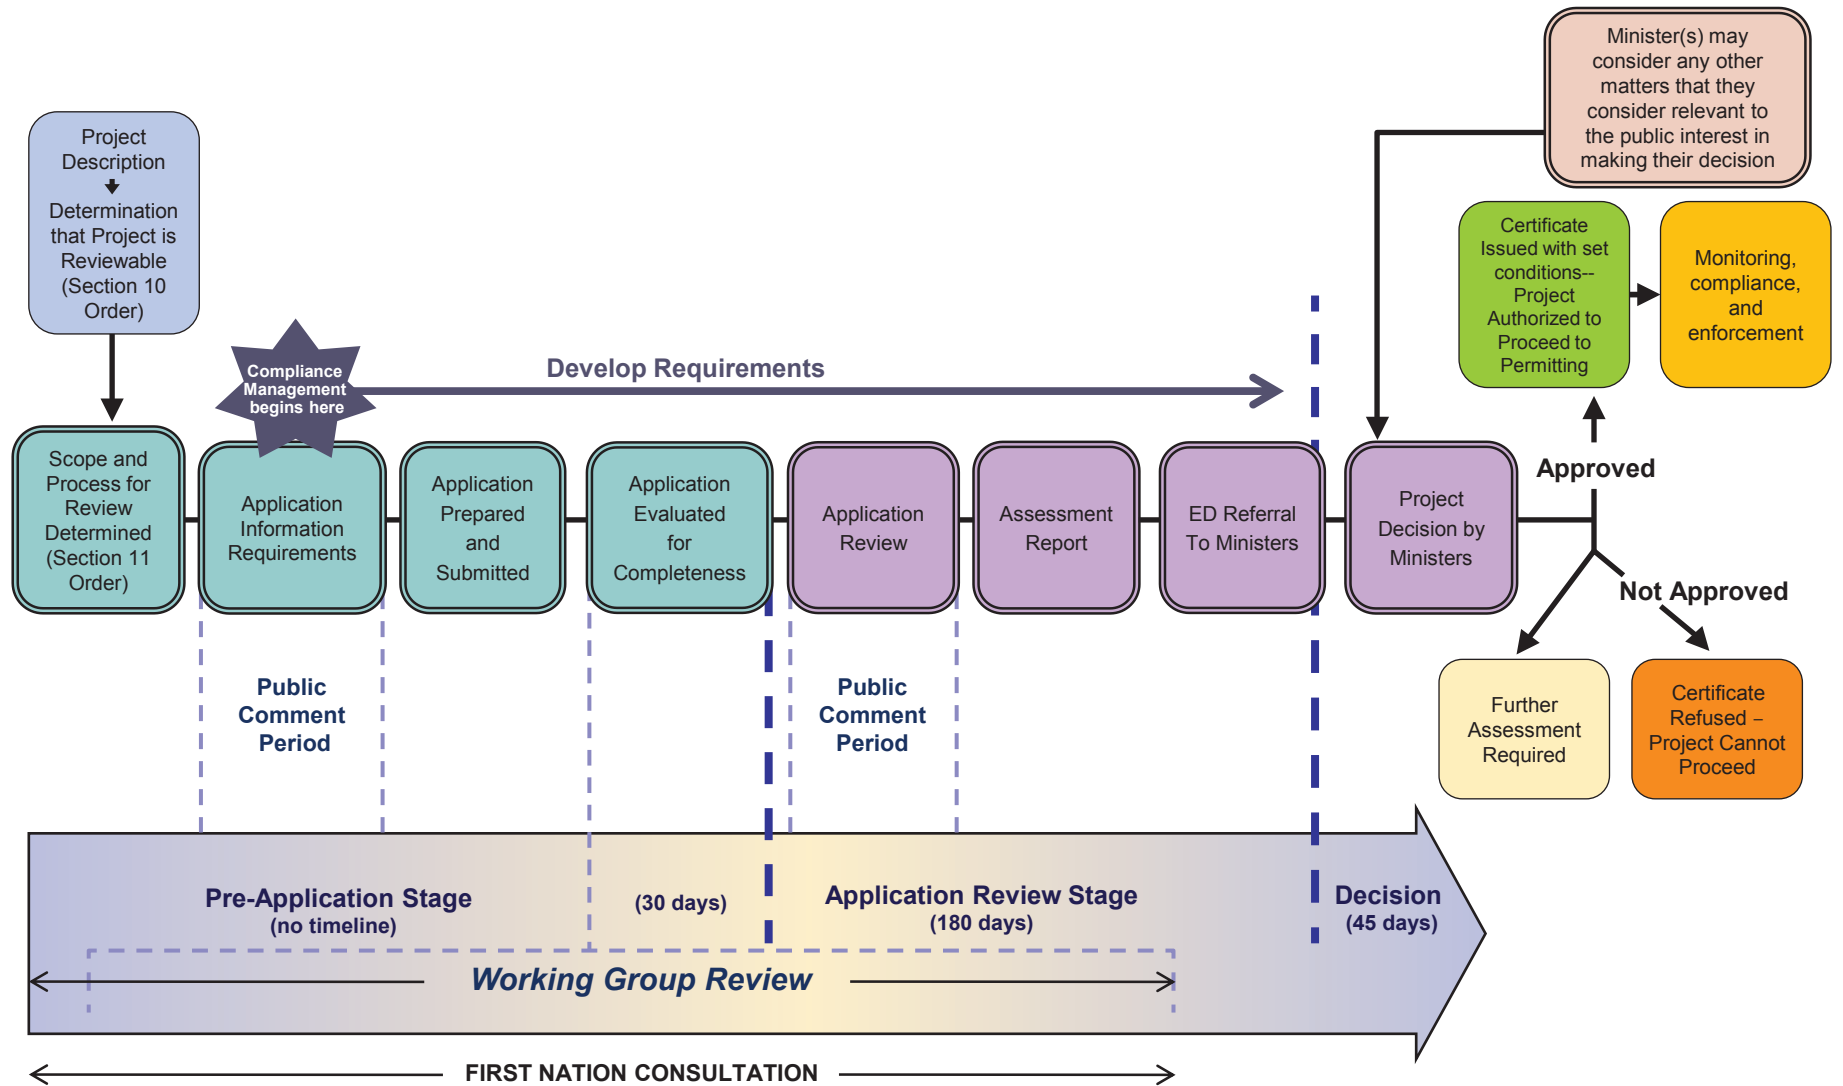 Minister(s) may
consider any other
matters that they
consider relevant to
the public interest in
making their decision
Project
Description
Determination
that Project is
Reviewable
(Section 10
Order)
Certificate
Issued with set
conditions--
Project
Authorized to
Proceed to
Permitting
Monitoring,
compliance,
and
enforcement
Compliance
Management
begins here
Develop Requirements
Scope and
Process for
Review
Determined
(Section 11
Order)
Application
Information
Requirements
Application
Prepared
and
Submitted
Application
Evaluated
for
Completeness
Application
Review
Assessment
Report
ED Referral
To Ministers
Project
Decision by
Ministers
Approved
Not Approved
Public
Comment
Period
Public
Comment
Period
Further
Assessment
Required
Certificate
Refused –
Project Cannot
Proceed
Pre-Application Stage
(no timeline)
(30 days)
Application Review Stage
(180 days)
Decision
(45 days)
Working Group Review
FIRST NATION CONSULTATION